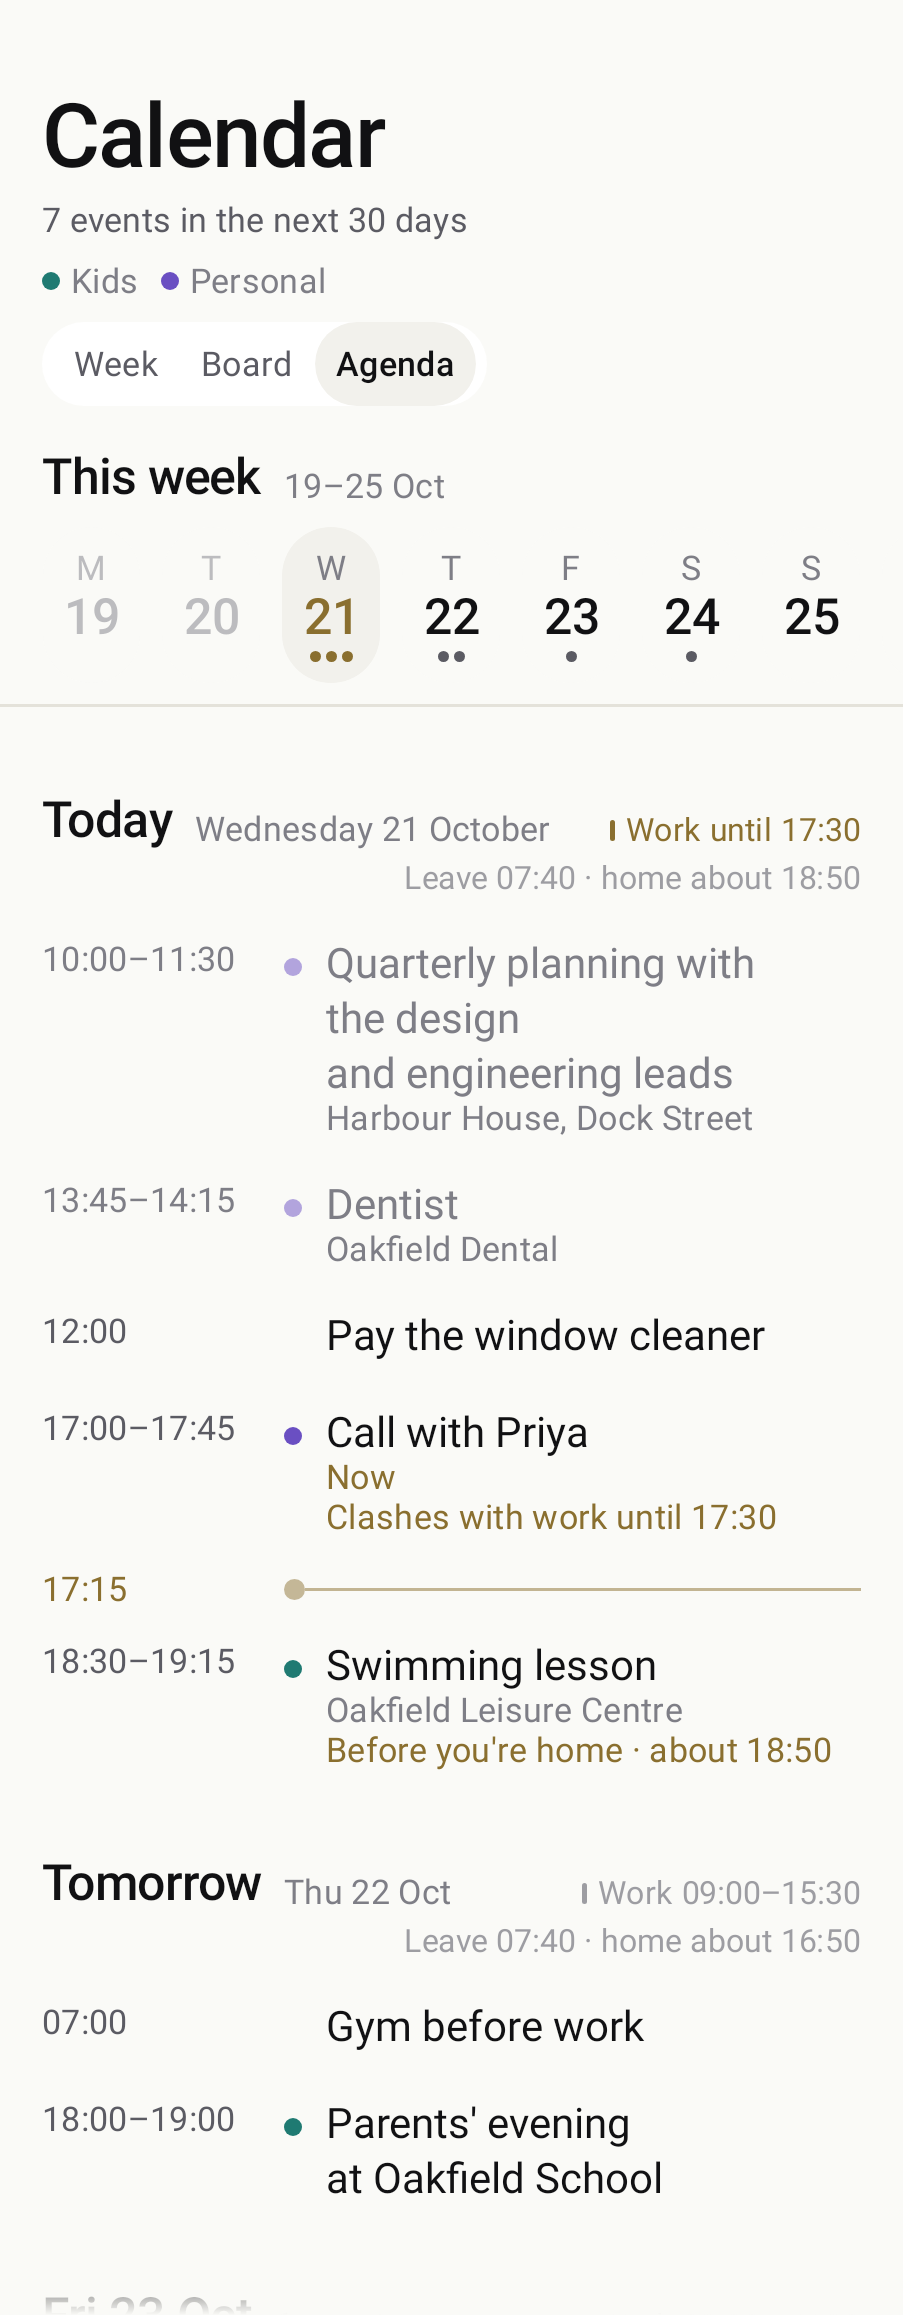 Calendar
7 events in the next 30 days
Kids Personal
Week Board Agenda
This week 19–25 Oct
M T W T F S S
19 20 21 22 23 24 25
Today Wednesday 21 October Work until 17:30
Leave 07:40 · home about 18:50
10:00–11:30 Quarterly planning with
the design
and engineering leads
Harbour House, Dock Street
13:45–14:15 Dentist
Oakfield Dental
12:00 Pay the window cleaner
17:00–17:45 Call with Priya
Now
Clashes with work until 17:30
17:15
18:30–19:15 Swimming lesson
Oakfield Leisure Centre
Before you're home · about 18:50
Tomorrow Thu 22 Oct Work 09:00–15:30
Leave 07:40 · home about 16:50
07:00 Gym before work
18:00–19:00 Parents' evening
at Oakfield School
Fri 23 Oct